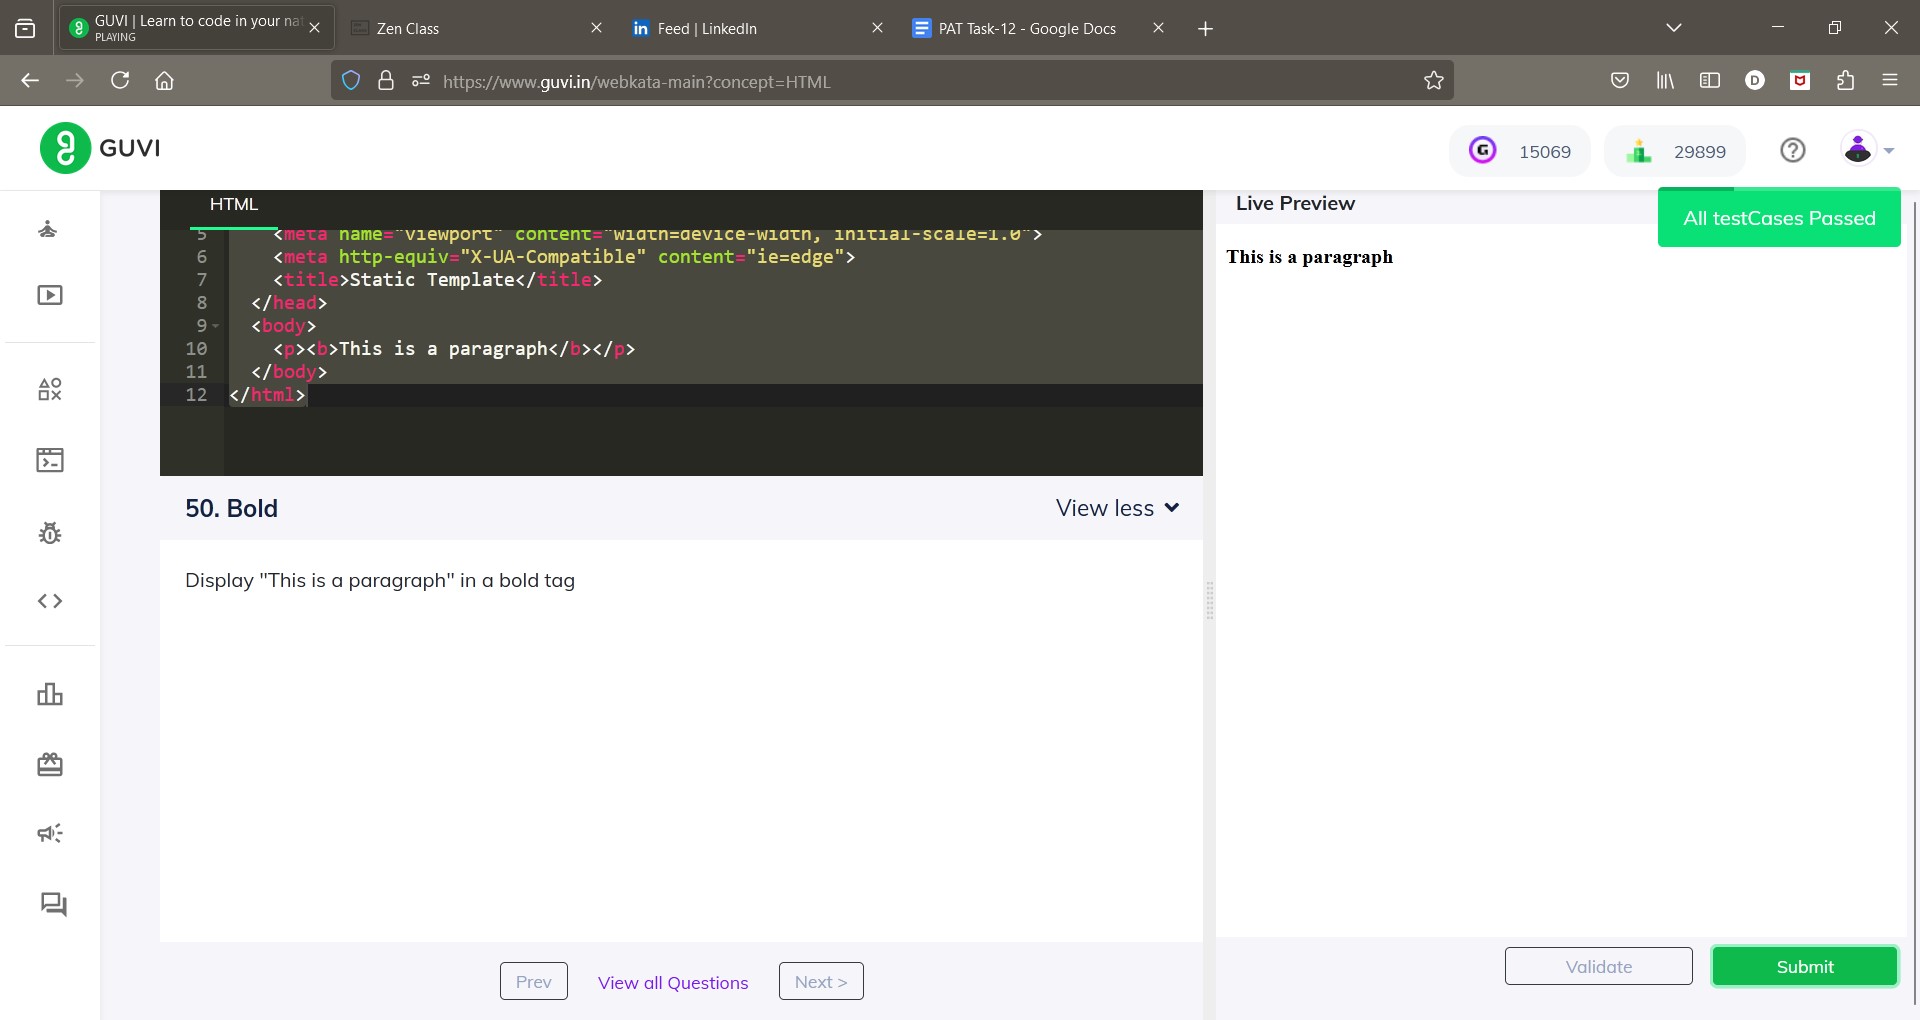 GUVI | Learn to code in your nat
PLAYING
Zen Class
Feed | LinkedIn
PAT Task-12 - Google Docs
https://www.guvi.in/webkata-main?concept=HTML
GUVI
15069
29899
HTML
Live Preview
All testCases Passed
5 <meta name="viewport" content="width=device-width, initial-scale=1.0">
6 <meta http-equiv="X-UA-Compatible" content="ie=edge">
7 <title>Static Template</title>
8 </head>
9 <body>
10 <p><b>This is a paragraph</b></p>
11 </body>
12 </html>
This is a paragraph
50. Bold
View less
Display "This is a paragraph" in a bold tag
Prev
View all Questions
Next >
Validate
Submit